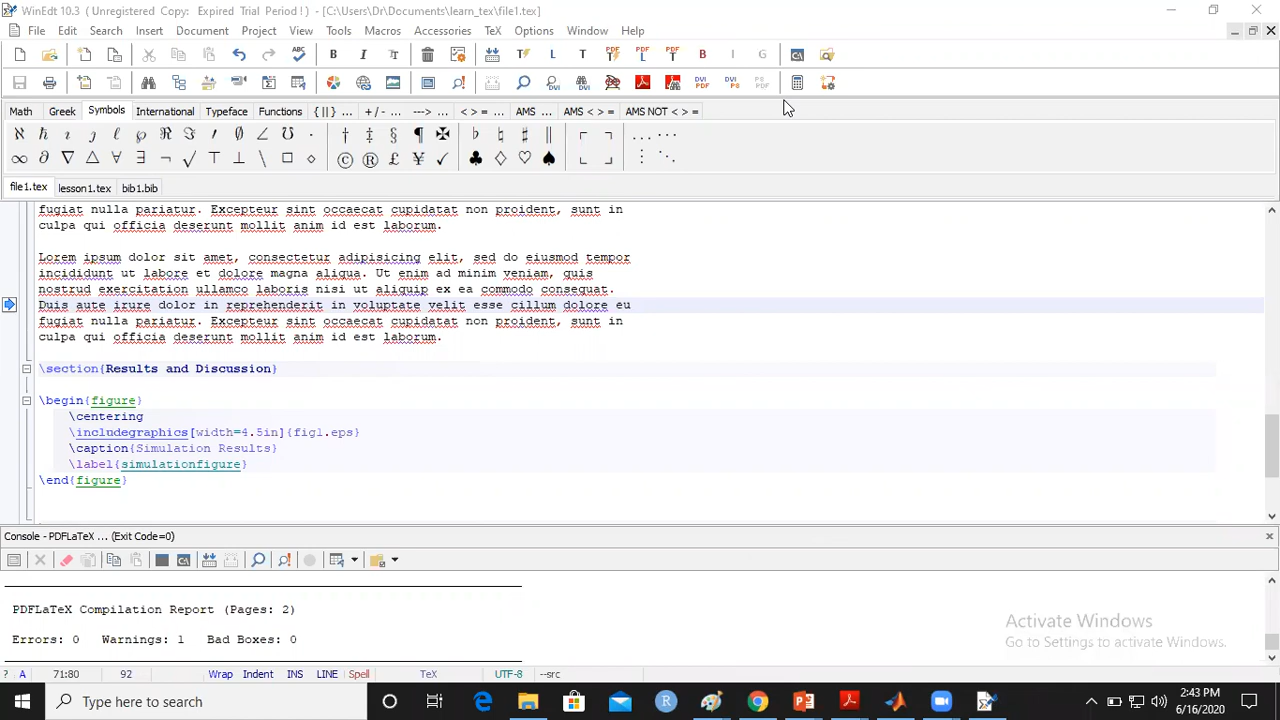 WinEdt 10.3 ( Unregistered Copy: Expired Trial Period ! ) - [C:\Users\Dr\Documents\learn_tex\file1.tex]
File Edit Search Insert Document Project View Tools Macros Accessories TeX Options Window Help
Math Greek Symbols International Typeface Functions { || } ... + / - ... ---> ... < > = ... AMS ... AMS < > = AMS NOT < > =
file1.tex lesson1.tex bib1.bib
fugiat nulla pariatur. Excepteur sint occaecat cupidatat non proident, sunt in
culpa qui officia deserunt mollit anim id est laborum.
Lorem ipsum dolor sit amet, consectetur adipisicing elit, sed do eiusmod tempor
incididunt ut labore et dolore magna aliqua. Ut enim ad minim veniam, quis
nostrud exercitation ullamco laboris nisi ut aliquip ex ea commodo consequat.
Duis aute irure dolor in reprehenderit in voluptate velit esse cillum dolore eu
fugiat nulla pariatur. Excepteur sint occaecat cupidatat non proident, sunt in
culpa qui officia deserunt mollit anim id est laborum.
\section{Results and Discussion}
\begin{figure}
\centering
\includegraphics[width=4.5in]{fig1.eps}
\caption{Simulation Results}
\label{simulationfigure}
\end{figure}
Console - PDFLaTeX ... (Exit Code=0)
PDFLaTeX Compilation Report (Pages: 2)
Errors: 0 Warnings: 1 Bad Boxes: 0
Activate Windows
Go to Settings to activate Windows.
? A 71:80 92 Wrap Indent INS LINE Spell TeX UTF-8 --src
Type here to search
2:43 PM
6/16/2020